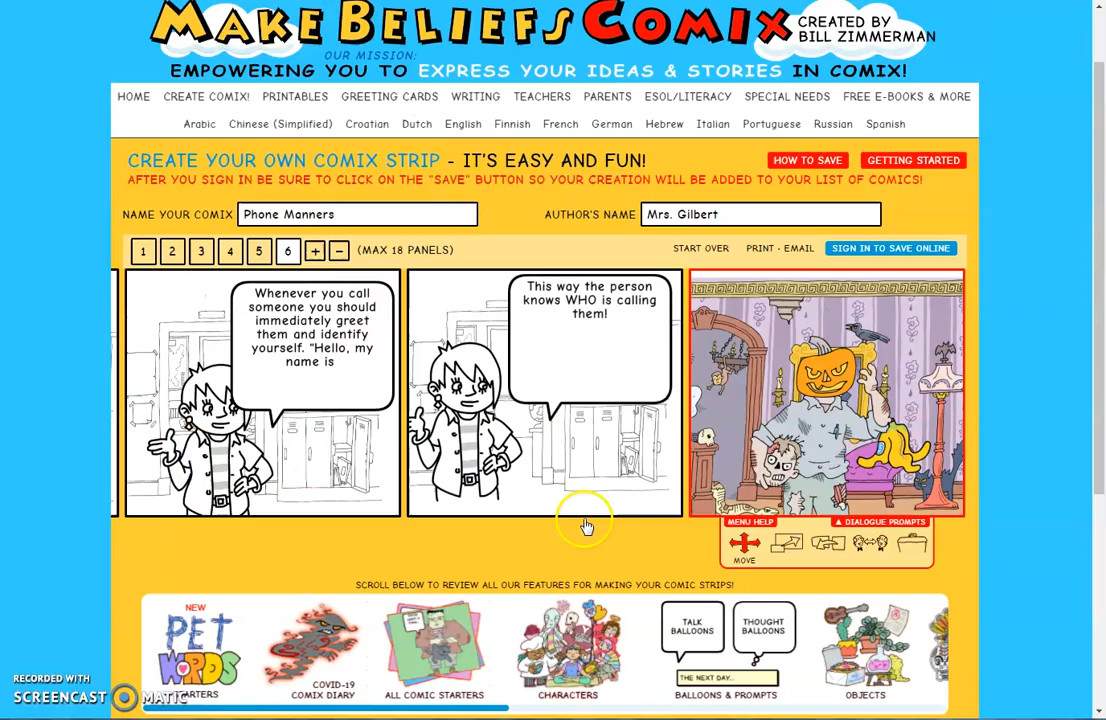 MAKE BELIEFS COMIX
CREATED BY
BILL ZIMMERMAN
OUR MISSION:
EMPOWERING YOU TO EXPRESS YOUR IDEAS & STORIES IN COMIX!
HOME CREATE COMIX! PRINTABLES GREETING CARDS WRITING TEACHERS PARENTS ESOL/LITERACY SPECIAL NEEDS FREE E-BOOKS & MORE
Arabic Chinese (Simplified) Croatian Dutch English Finnish French German Hebrew Italian Portuguese Russian Spanish
CREATE YOUR OWN COMIX STRIP - IT'S EASY AND FUN!
HOW TO SAVE
GETTING STARTED
AFTER YOU SIGN IN BE SURE TO CLICK ON THE "SAVE" BUTTON SO YOUR CREATION WILL BE ADDED TO YOUR LIST OF COMICS!
NAME YOUR COMIX Phone Manners
AUTHOR'S NAME Mrs. Gilbert
1 2 3 4 5 6 + - (MAX 18 PANELS)
START OVER PRINT · EMAIL SIGN IN TO SAVE ONLINE
Whenever you call
someone you should
immediately greet
them and identify
yourself. "Hello, my
name is
This way the person
knows WHO is calling
them!
MENU HELP
▲ DIALOGUE PROMPTS
MOVE
SCROLL BELOW TO REVIEW ALL OUR FEATURES FOR MAKING YOUR COMIC STRIPS!
NEW
PET
WORDS
STARTERS
COVID-19
COMIX DIARY
ALL COMIC STARTERS
CHARACTERS
TALK
BALLOONS
THOUGHT
BALLOONS
THE NEXT DAY...
BALLOONS & PROMPTS
OBJECTS
RECORDED WITH
SCREENCAST MATIC